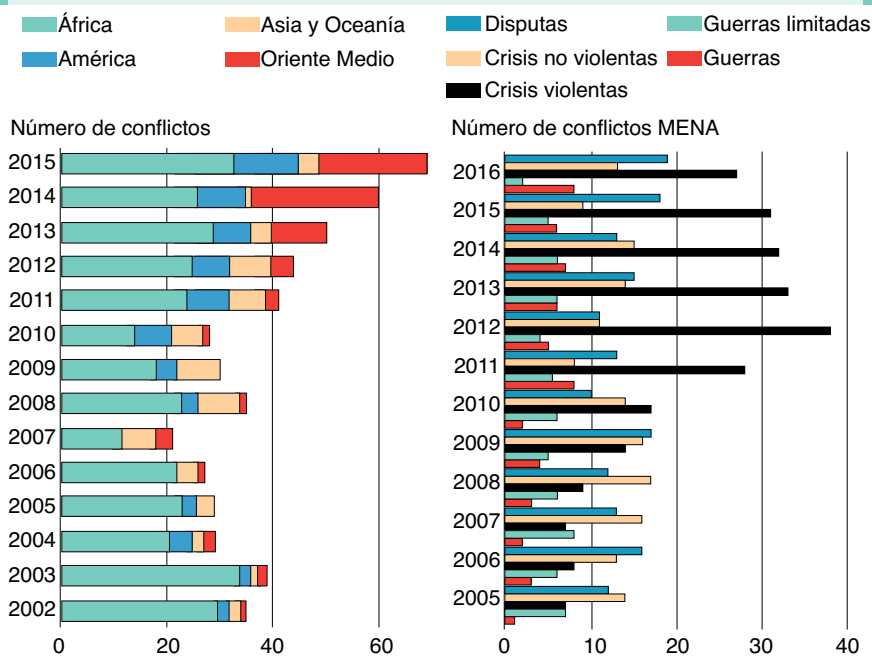 África
Asia y Oceanía
América
Oriente Medio
Disputas
Guerras limitadas
Crisis no violentas
Guerras
Crisis violentas
Número de conflictos
2015
2014
2013
2012
2011
2010
2009
2008
2007
2006
2005
2004
2003
2002
0 20 40 60
Número de conflictos MENA
2016
2015
2014
2013
2012
2011
2010
2009
2008
2007
2006
2005
0 10 20 30 40